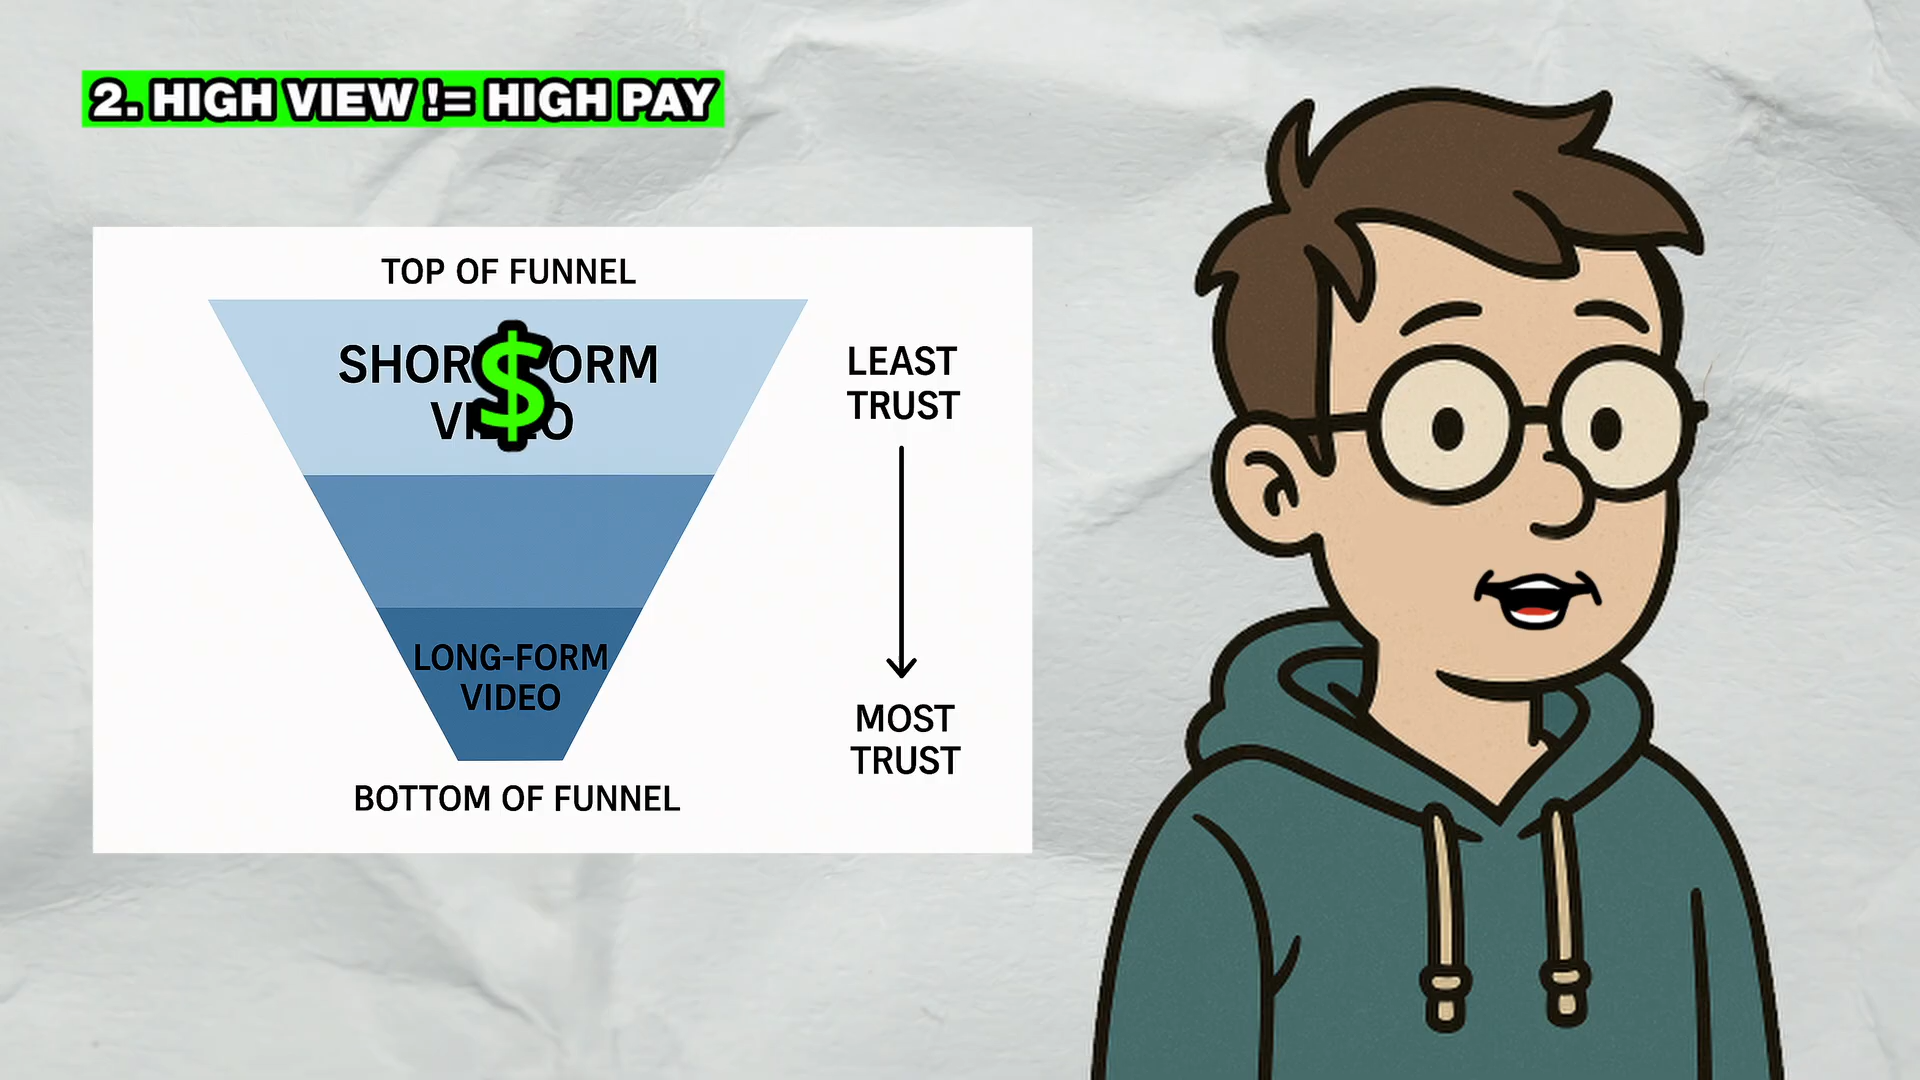 2. HIGH VIEW != HIGH PAY
TOP OF FUNNEL
$
LEAST
TRUST
LONG-FORM
VIDEO
MOST
TRUST
BOTTOM OF FUNNEL